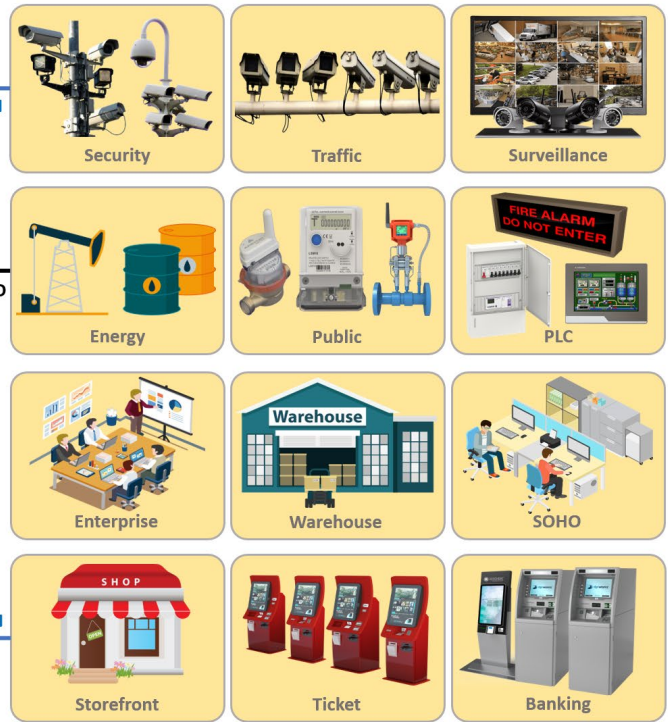 Security
Traffic
Surveillance
FIRE ALARM
DO NOT ENTER
Energy
Public
PLC
Warehouse
Enterprise
Warehouse
SOHO
SHOP
OPEN
Storefront
Ticket
Banking